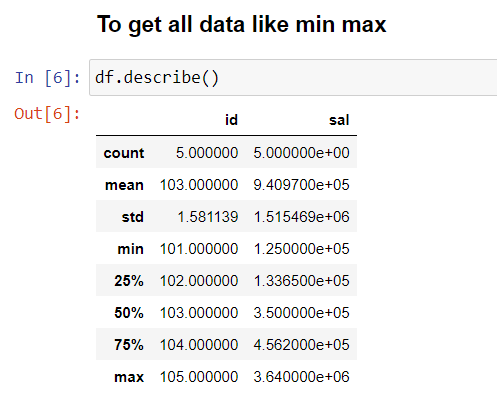 To get all data like min max
In [6]: df.describe()
Out[6]:
id sal
count 5.000000 5.000000e+00
mean 103.000000 9.409700e+05
std 1.581139 1.515469e+06
min 101.000000 1.250000e+05
25% 102.000000 1.336500e+05
50% 103.000000 3.500000e+05
75% 104.000000 4.562000e+05
max 105.000000 3.640000e+06